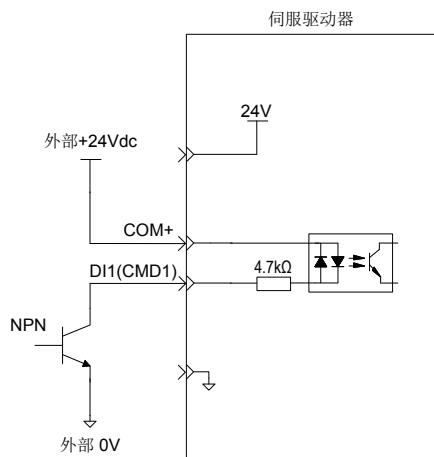 伺服驱动器
24V
外部+24Vdc
COM+
DI1(CMD1)
4.7kΩ
NPN
外部 0V